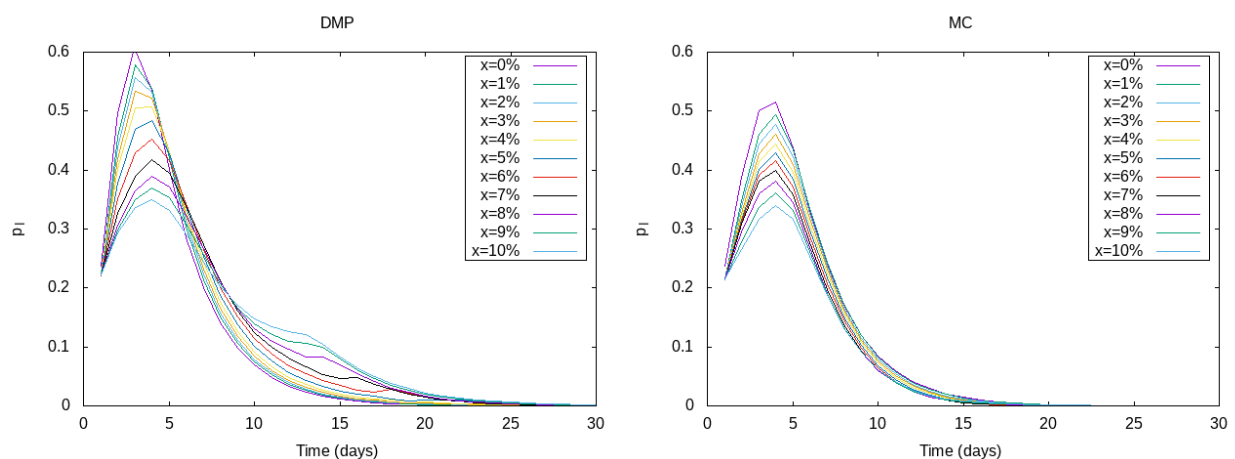 DMP
0.6
0.5
0.4
0.3
0.2
0.1
0
pI
x=0%
x=1%
x=2%
x=3%
x=4%
x=5%
x=6%
x=7%
x=8%
x=9%
x=10%
0 5 10 15 20 25 30
Time (days)
MC
0.6
0.5
0.4
0.3
0.2
0.1
0
pI
x=0%
x=1%
x=2%
x=3%
x=4%
x=5%
x=6%
x=7%
x=8%
x=9%
x=10%
0 5 10 15 20 25 30
Time (days)